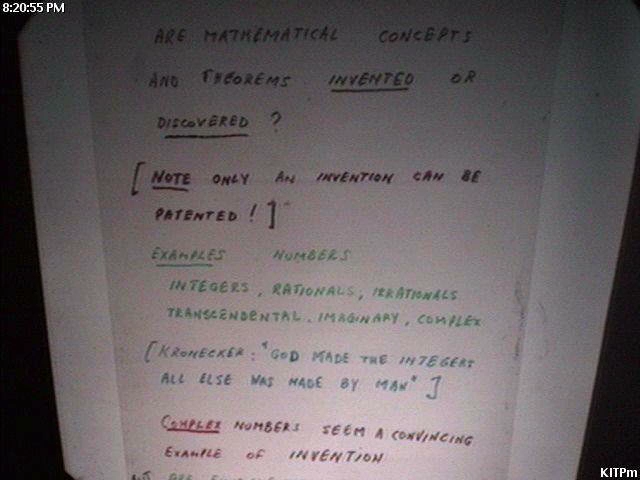 8:20:55 PM
ARE MATHEMATICAL CONCEPTS
AND THEOREMS INVENTED OR
DISCOVERED ?
[ NOTE ONLY AN INVENTION CAN BE
PATENTED ! ]
EXAMPLES NUMBERS
INTEGERS, RATIONALS, IRRATIONALS
TRANSCENDENTAL, IMAGINARY, COMPLEX
[ KRONECKER : "GOD MADE THE INTEGERS
ALL ELSE WAS MADE BY MAN" ]
COMPLEX NUMBERS SEEM A CONVINCING
EXAMPLE OF INVENTION
KITPm